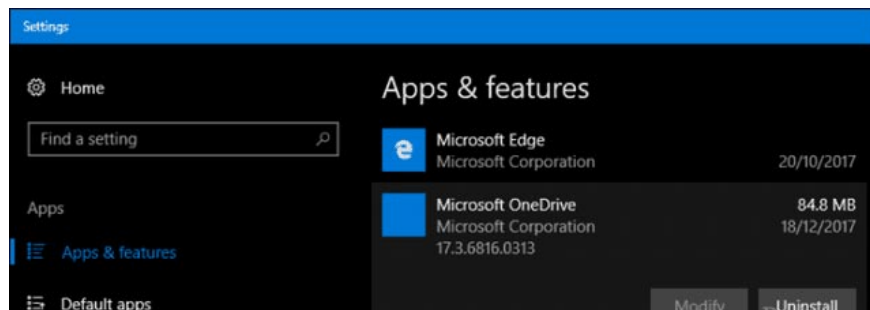 Settings
Home
Find a setting
Apps
Apps & features
Default apps
Apps & features
Microsoft Edge
Microsoft Corporation
20/10/2017
Microsoft OneDrive
84.8 MB
Microsoft Corporation
18/12/2017
17.3.6816.0313
Modify
Uninstall